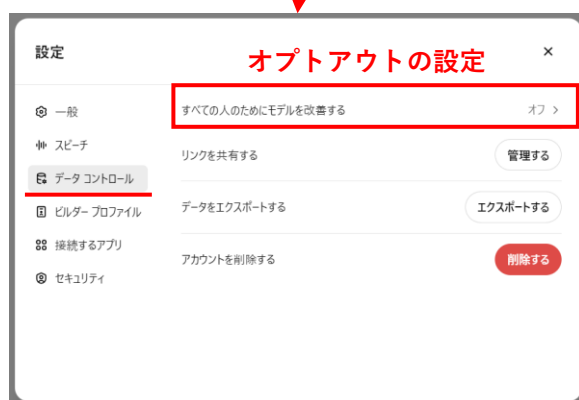 設定
オプトアウトの設定
×
一般
スピーチ
データ コントロール
ビルダー プロファイル
接続するアプリ
セキュリティ
すべての人のためにモデルを改善する オフ >
リンクを共有する 管理する
データをエクスポートする エクスポートする
アカウントを削除する 削除する